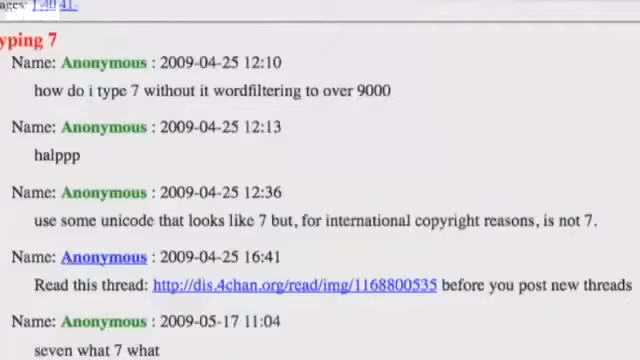 ages: 1-40 41-
yping 7
Name: Anonymous : 2009-04-25 12:10
how do i type 7 without it wordfiltering to over 9000
Name: Anonymous : 2009-04-25 12:13
halppp
Name: Anonymous : 2009-04-25 12:36
use some unicode that looks like 7 but, for international copyright reasons, is not 7.
Name: Anonymous : 2009-04-25 16:41
Read this thread: http://dis.4chan.org/read/img/1168800535 before you post new threads
Name: Anonymous : 2009-05-17 11:04
seven what 7 what